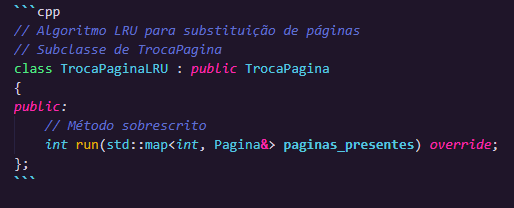 ```cpp
// Algoritmo LRU para substituição de páginas
// Subclasse de TrocaPagina
class TrocaPaginaLRU : public TrocaPagina
{
public:
    // Método sobrescrito
    int run(std::map<int, Pagina&> paginas_presentes) override;
};
```